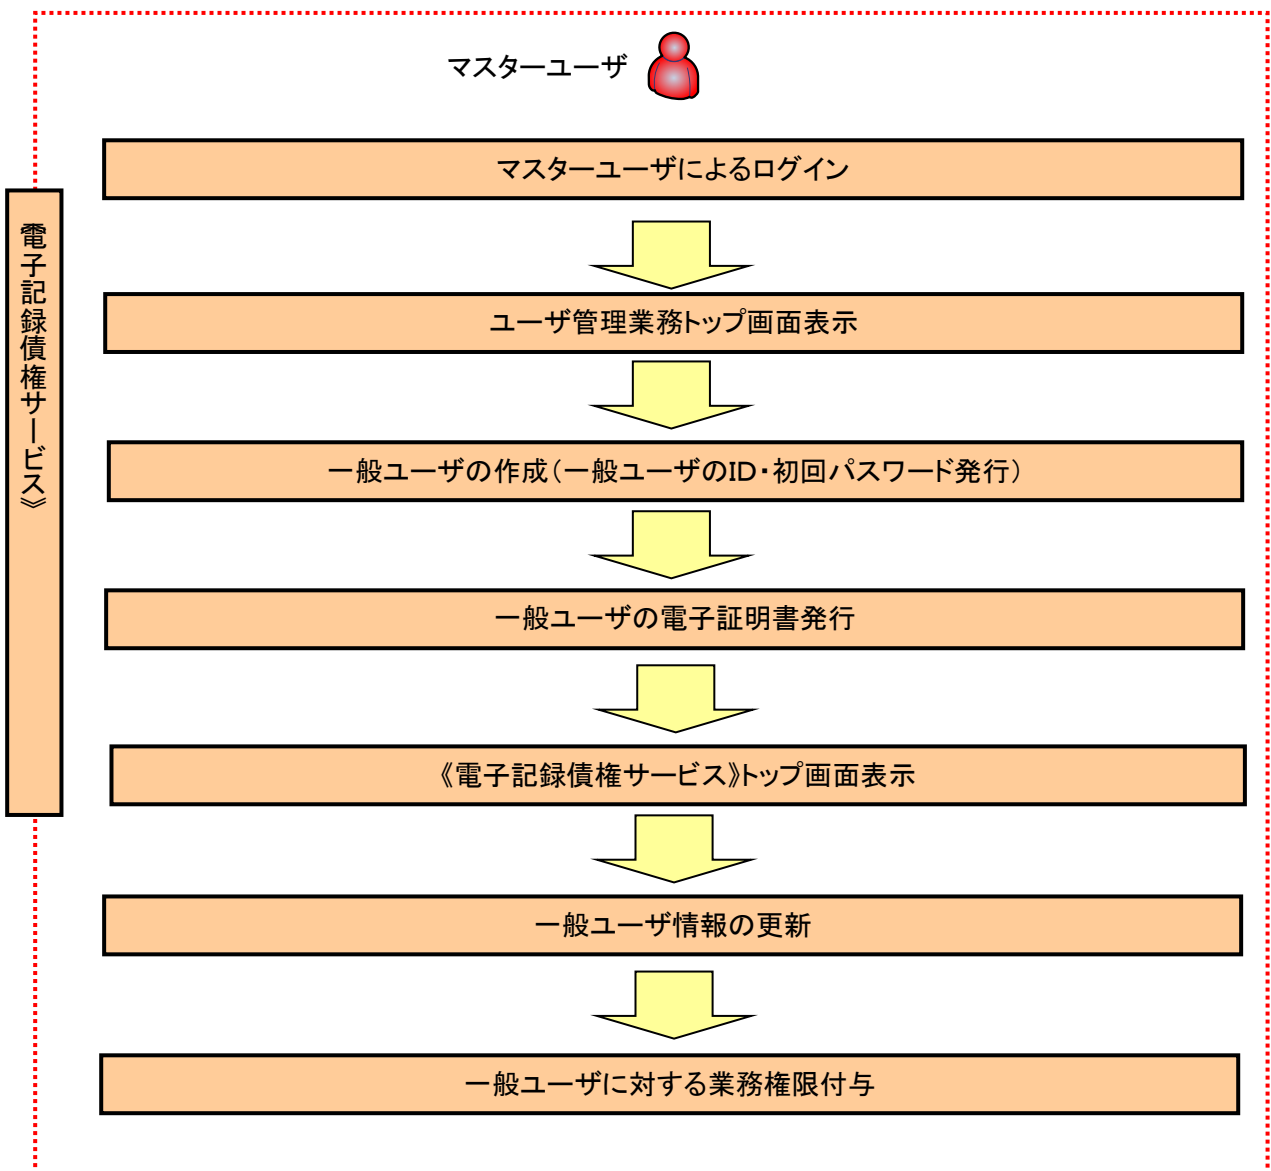 マスターユーザ
マスターユーザによるログイン
《電子記録債権サービス》
ユーザ管理業務トップ画面表示
一般ユーザの作成（一般ユーザのID・初回パスワード発行）
一般ユーザの電子証明書発行
《電子記録債権サービス》トップ画面表示
一般ユーザ情報の更新
一般ユーザに対する業務権限付与